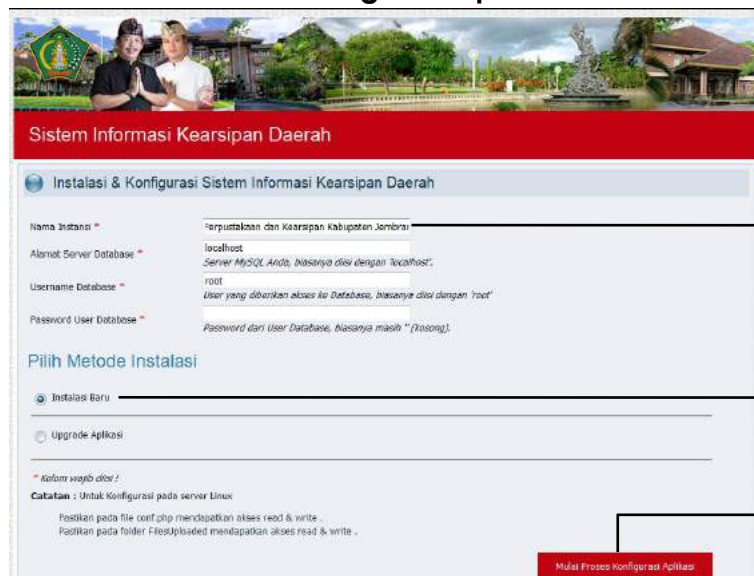 Sistem Informasi Kearsipan Daerah
Instalasi & Konfigurasi Sistem Informasi Kearsipan Daerah
Nama Instansi *
Perpustakaan dan Kearsipan Kabupaten Jembran
Alamat Server Database *
localhost
Server MySQL Anda, biasanya diisi dengan 'localhost'.
Username Database *
root
User yang diberikan akses ke Database, biasanya diisi dengan 'root'
Password User Database *
Password dari User Database, biasanya masih '' (kosong).
Pilih Metode Instalasi
Instalasi Baru
Upgrade Aplikasi
* Kolom wajib diisi !
Catatan : Untuk Konfigurasi pada server Linux
Pastikan pada file conf.php mendapatkan akses read & write .
Pastikan pada folder FilesUploaded mendapatkan akses read & write .
Mulai Proses Konfigurasi Aplikasi